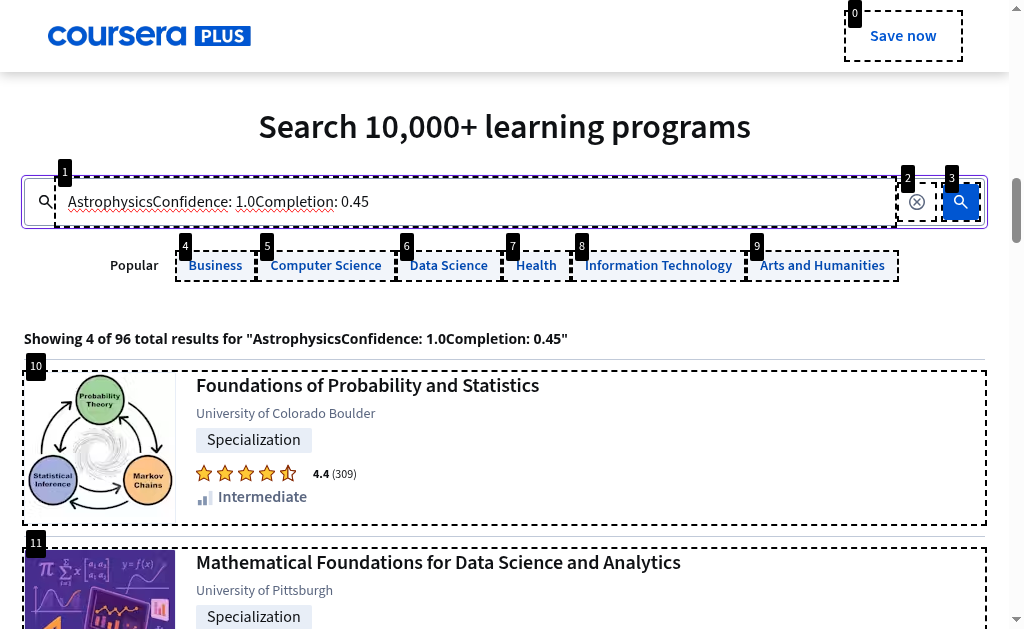 coursera PLUS
0
Save now
Search 10,000+ learning programs
1
2
3
AstrophysicsConfidence: 1.0Completion: 0.45
4
5
6
7
8
9
Popular
Business
Computer Science
Data Science
Health
Information Technology
Arts and Humanities
Showing 4 of 96 total results for "AstrophysicsConfidence: 1.0Completion: 0.45"
10
Probability
Theory
Statistical
Inference
Markov
Chains
Foundations of Probability and Statistics
University of Colorado Boulder
Specialization
4.4 (309)
Intermediate
11
Mathematical Foundations for Data Science and Analytics
University of Pittsburgh
Specialization